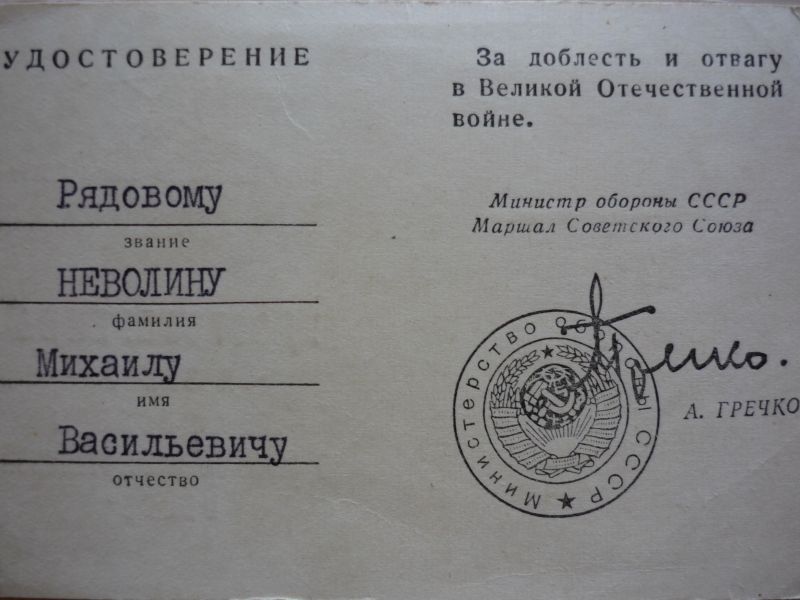 УДОСТОВЕРЕНИЕ
Рядовому
звание
НЕВОЛИНУ
фамилия
Михаилу
имя
Васильевичу
отчество
За доблесть и отвагу
в Великой Отечественной
войне.
Министр обороны СССР
Маршал Советского Союза
Министерство Обороны СССР
Гречко.
А. ГРЕЧКО